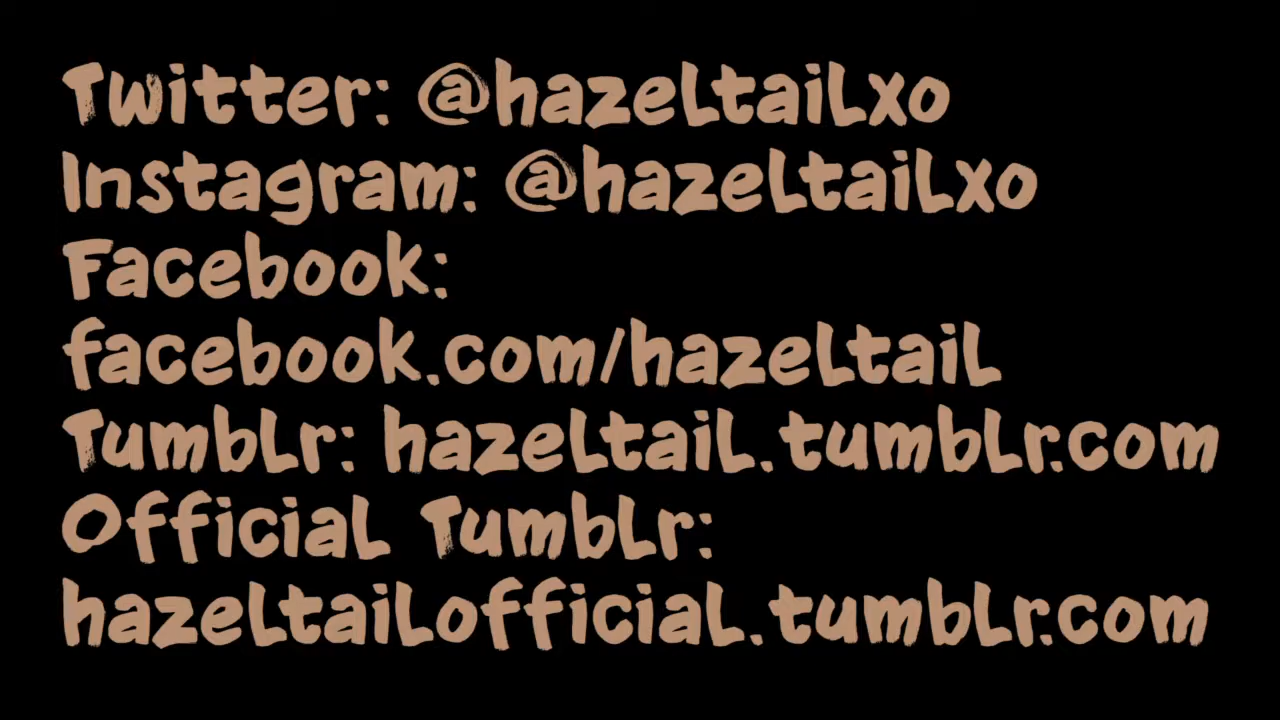 Twitter: @hazeltailxo
Instagram: @hazeltailxo
Facebook:
facebook.com/hazeltail
Tumblr: hazeltail.tumblr.com
Official Tumblr:
hazeltailofficial.tumblr.com